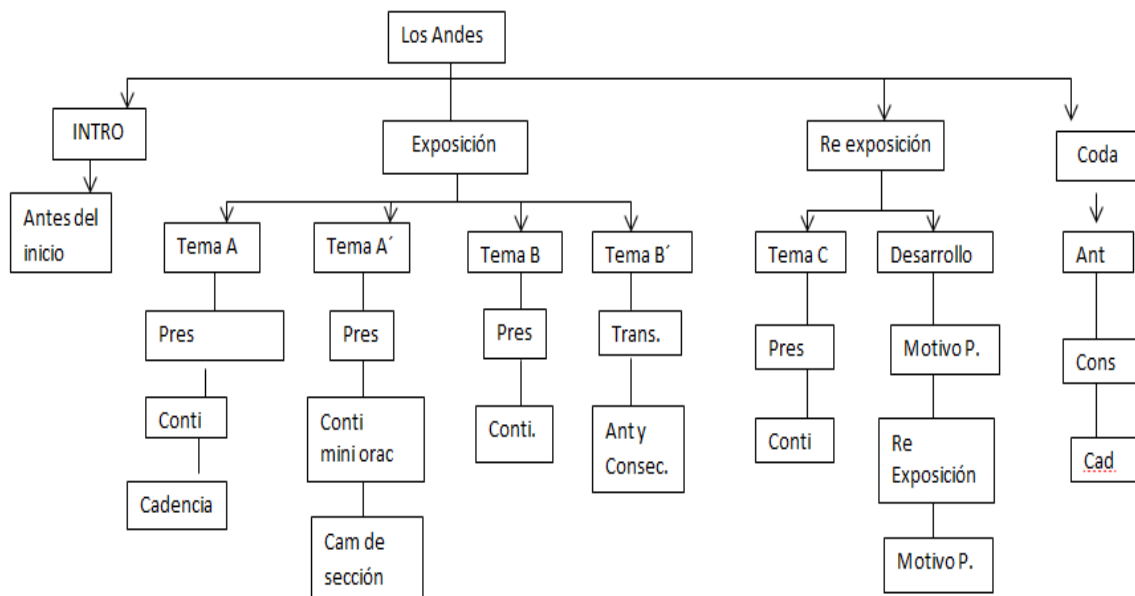 Los Andes
INTRO
Exposición
Re exposición
Coda
Antes del
inicio
Tema A
Tema A´
Tema B
Tema B´
Tema C
Desarrollo
Ant
Pres
Pres
Pres
Trans.
Pres
Motivo P.
Cons
Conti
Conti
mini orac
Conti.
Ant y
Consec.
Conti
Re
Exposición
Cad
Cadencia
Cam de
sección
Motivo P.